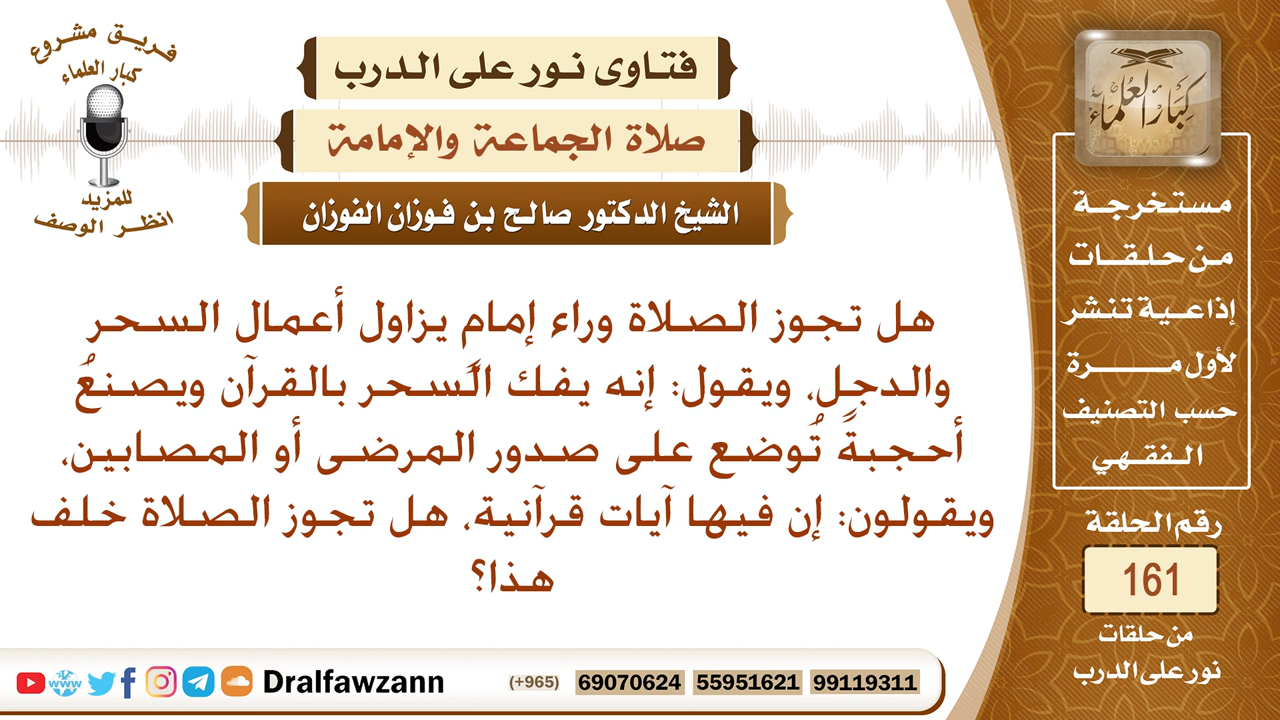 فريق مشروع
كبار العلماء
للمزيد
انظر الوصف
فتاوى نور على الدرب
صلاة الجماعة والإمامة
الشيخ الدكتور صالح بن فوزان الفوزان
هل تجوز الصلاة وراء إمامٍ يزاول أعمال السحر
والدجل، ويقول: إنه يفك السحر بالقرآن ويصنعُ
أحجبةً تُوضع على صدور المرضى أو المصابين،
ويقولون: إن فيها آيات قرآنية، هل تجوز الصلاة خلف
هذا؟
كبار العلماء
مستخرجة
من حلقات
إذاعية تنشر
لأول مرة
حسب التصنيف
الفقهي
رقم الحلقة
161
من حلقات
نور على الدرب
www Dralfawzann (+965) 69070624 55951621 99119311